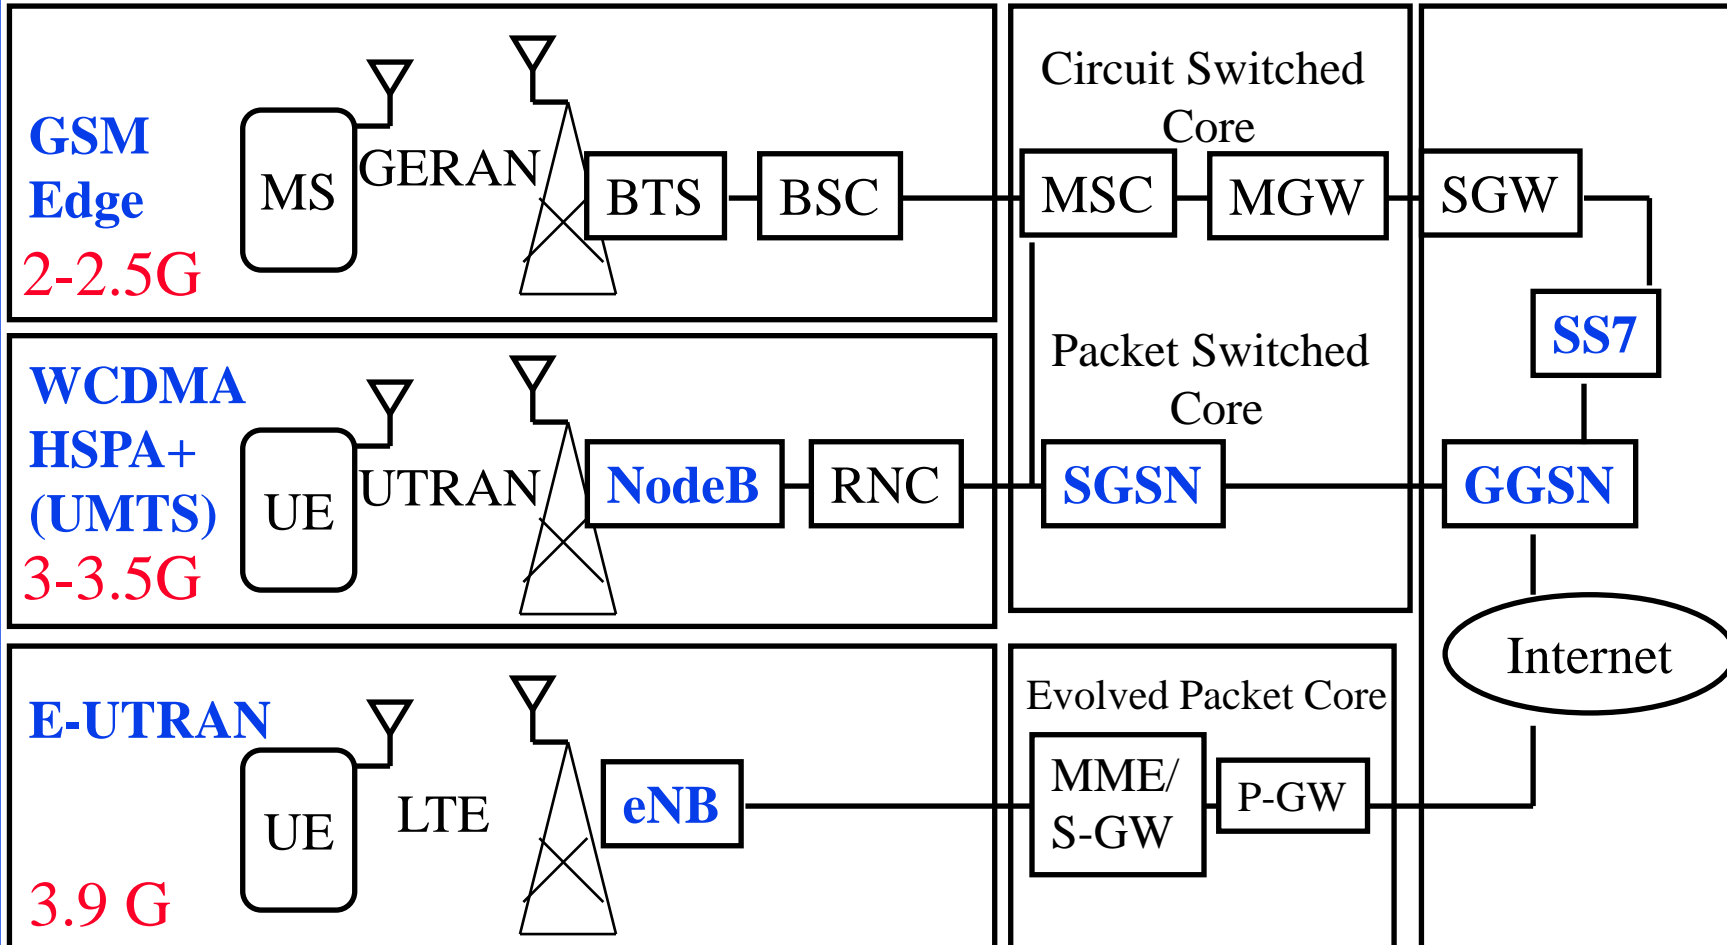 GSM
Edge
2-2.5G
MS
GERAN
BTS
BSC
Circuit Switched
Core
MSC
MGW
SGW
SS7
WCDMA
HSPA+
(UMTS)
3-3.5G
UE
UTRAN
NodeB
RNC
Packet Switched
Core
SGSN
GGSN
Internet
E-UTRAN
3.9 G
UE
LTE
eNB
Evolved Packet Core
MME/
S-GW
P-GW